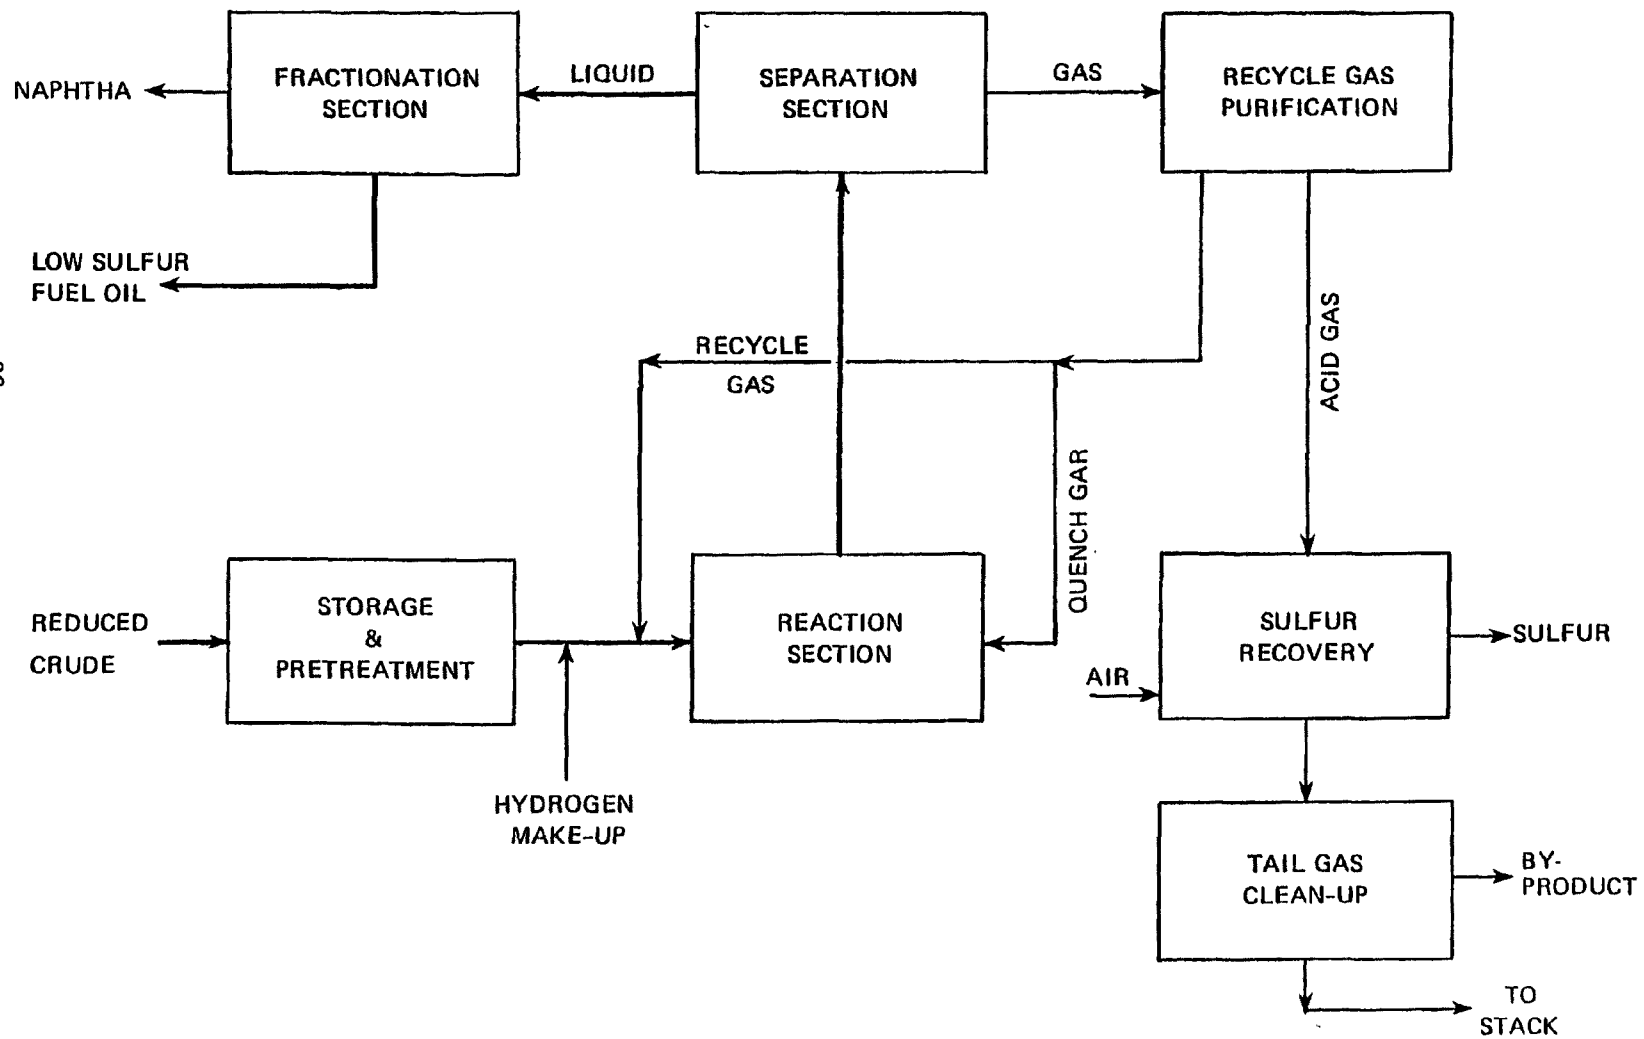 NAPHTHA
FRACTIONATION
SECTION
LIQUID
SEPARATION
SECTION
GAS
RECYCLE GAS
PURIFICATION
LOW SULFUR
FUEL OIL
RECYCLE
GAS
ACID GAS
QUENCH GAR
REDUCED
CRUDE
STORAGE
&
PRETREATMENT
REACTION
SECTION
SULFUR
RECOVERY
SULFUR
AIR
HYDROGEN
MAKE-UP
TAIL GAS
CLEAN-UP
BY-
PRODUCT
TO
STACK